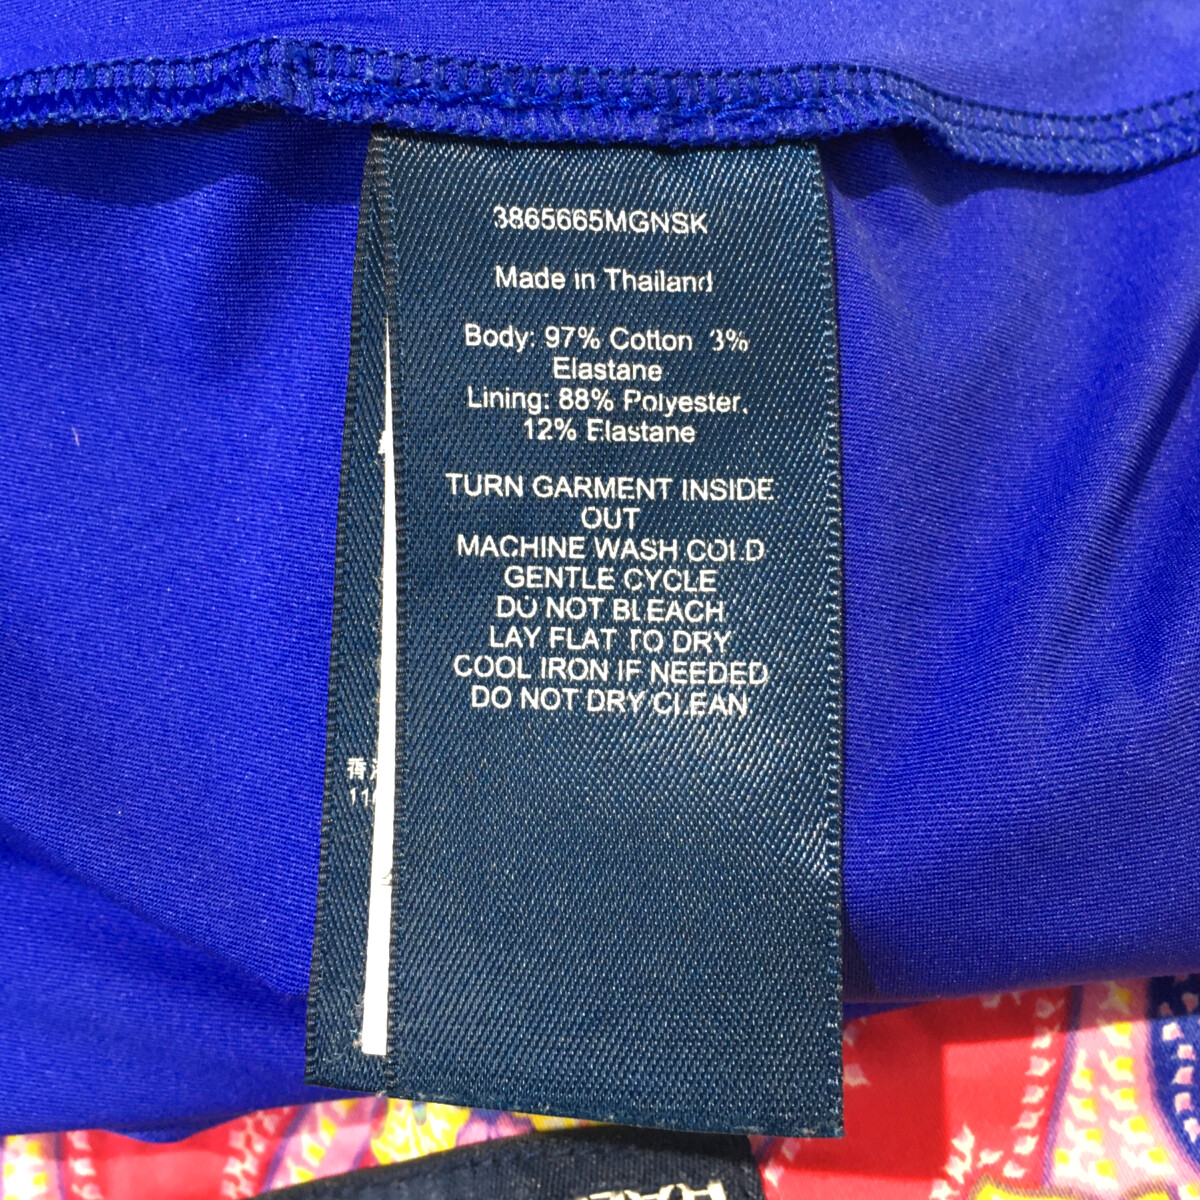 3865665MGNSK
Made in Thailand
Body: 97% Cotton 3%
Elastane
Lining: 88% Polyester,
12% Elastane
TURN GARMENT INSIDE
OUT
MACHINE WASH COLD
GENTLE CYCLE
DO NOT BLEACH
LAY FLAT TO DRY
COOL IRON IF NEEDED
DO NOT DRY CLEAN